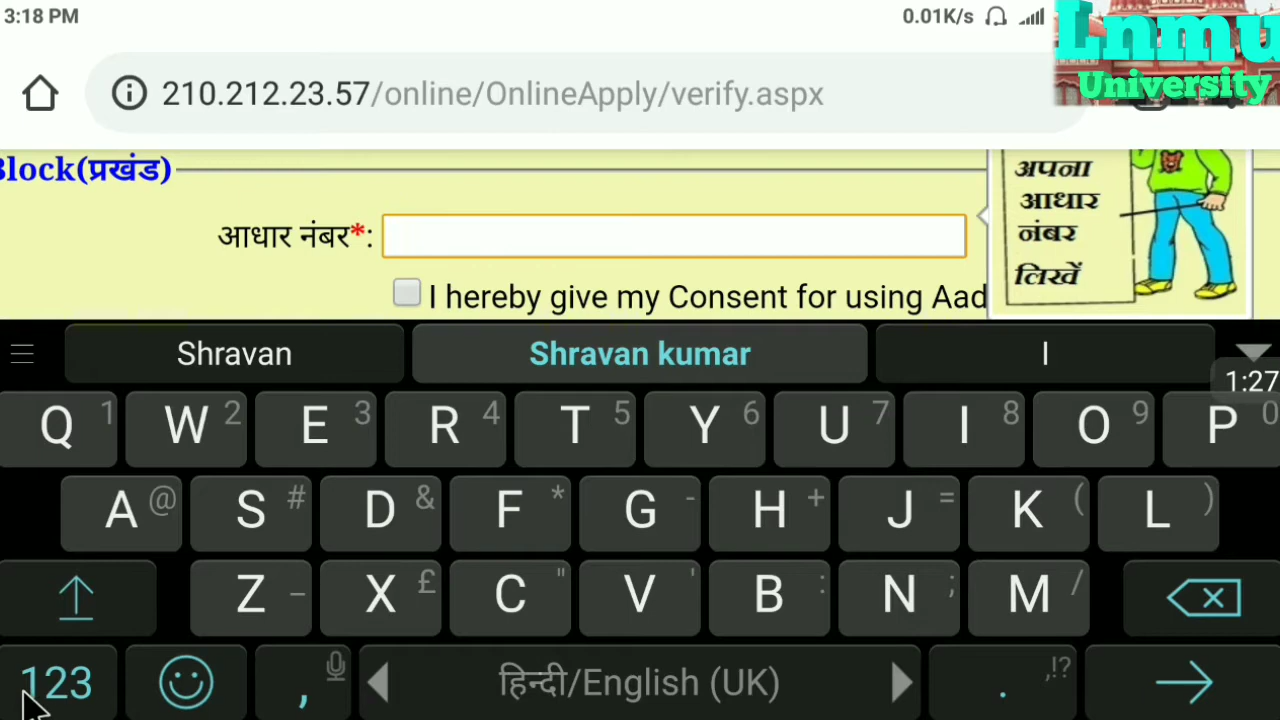 3:18 PM
0.01K/s
Lnmu
University
210.212.23.57/online/OnlineApply/verify.aspx
Block(प्रखंड)
अपना
आधार
नंबर
लिखें
आधार नंबर*:
I hereby give my Consent for using Aad
Shravan
Shravan kumar
I
1:27
Q 1 W 2 E 3 R 4 T 5 Y 6 U 7 I 8 O 9 P 0
A @ S # D & F * G - H + J = K ( L )
Z _ X £ C " V ' B : N ; M /
123 , हिन्दी/English (UK) . ,!?